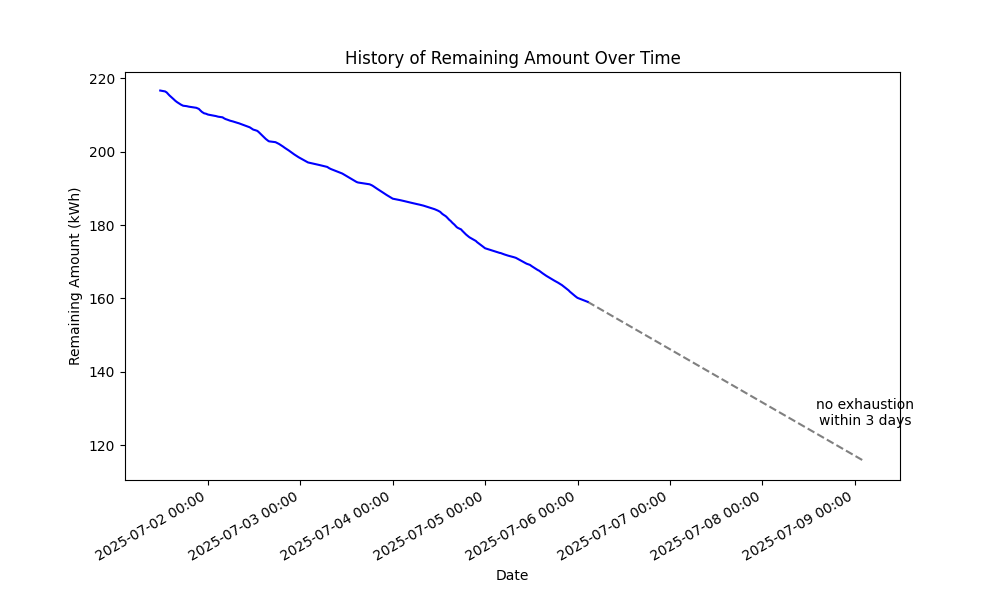 History of Remaining Amount Over Time
Remaining Amount (kWh)
220
200
180
160
140
120
no exhaustion
within 3 days
2025-07-02 00:00
2025-07-03 00:00
2025-07-04 00:00
2025-07-05 00:00
2025-07-06 00:00
2025-07-07 00:00
2025-07-08 00:00
2025-07-09 00:00
Date